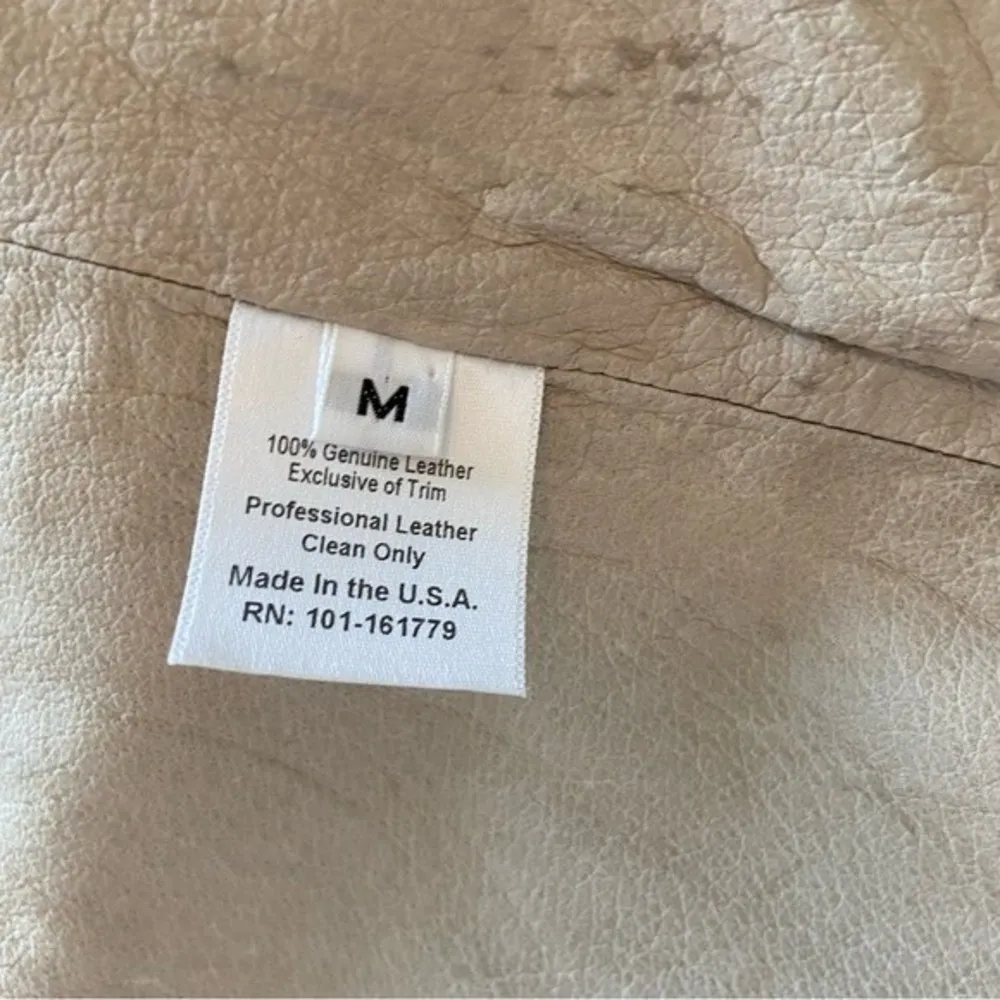 M
100% Genuine Leather
Exclusive of Trim
Professional Leather
Clean Only
Made In the U.S.A.
RN: 101-161779